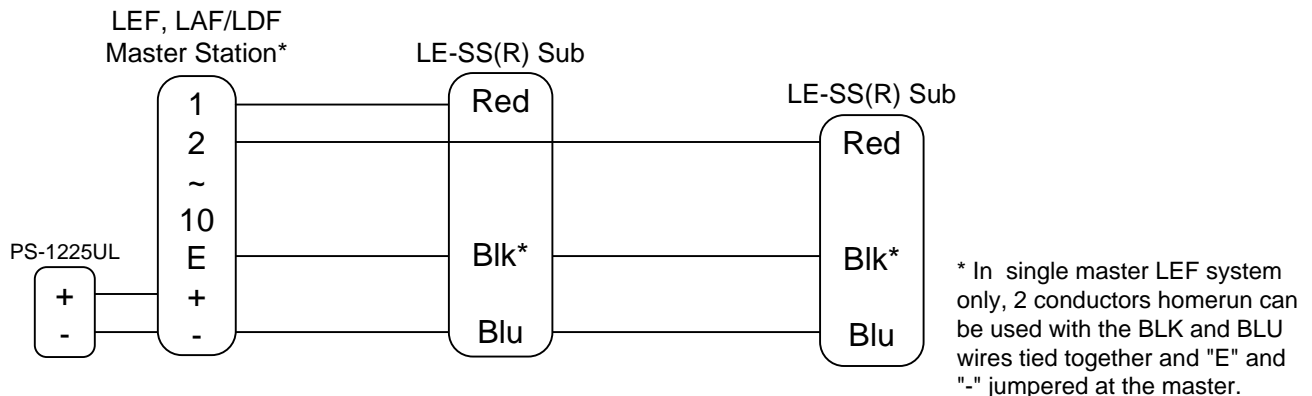 LEF, LAF/LDF
Master Station*
LE-SS(R) Sub
LE-SS(R) Sub
1
2
~
10
E
+
-
Red
Blk*
Blu
Red
Blk*
Blu
PS-1225UL
+
-
* In single master LEF system
only, 2 conductors homerun can
be used with the BLK and BLU
wires tied together and "E" and
"-" jumpered at the master.